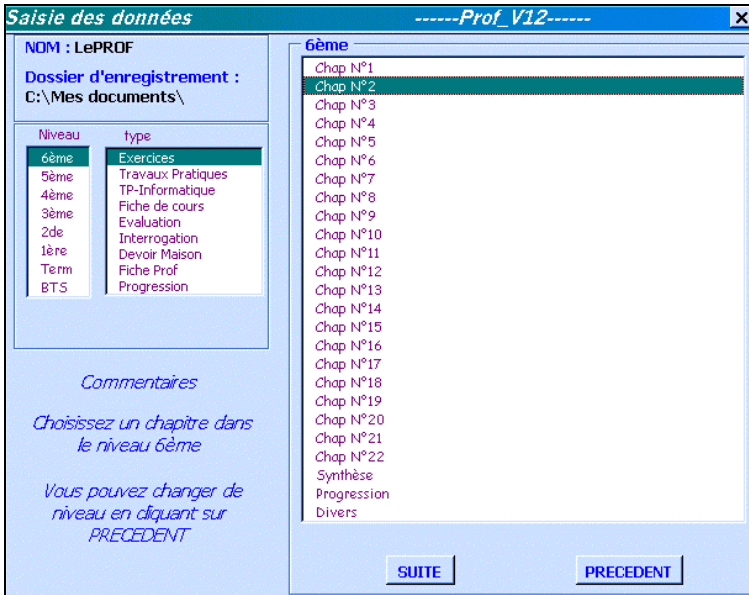 Saisie des données ------Prof_V12------
NOM : LePROF
Dossier d'enregistrement :
C:\Mes documents\
Niveau type
6ème Exercices
5ème Travaux Pratiques
4ème TP-Informatique
3ème Fiche de cours
2de Evaluation
1ère Interrogation
Term Devoir Maison
BTS Fiche Prof
Progression
Commentaires
Choisissez un chapitre dans
le niveau 6ème
Vous pouvez changer de
niveau en cliquant sur
PRECEDENT
6ème
Chap N°1
Chap N°2
Chap N°3
Chap N°4
Chap N°5
Chap N°6
Chap N°7
Chap N°8
Chap N°9
Chap N°10
Chap N°11
Chap N°12
Chap N°13
Chap N°14
Chap N°15
Chap N°16
Chap N°17
Chap N°18
Chap N°19
Chap N°20
Chap N°21
Chap N°22
Synthèse
Progression
Divers
SUITE PRECEDENT